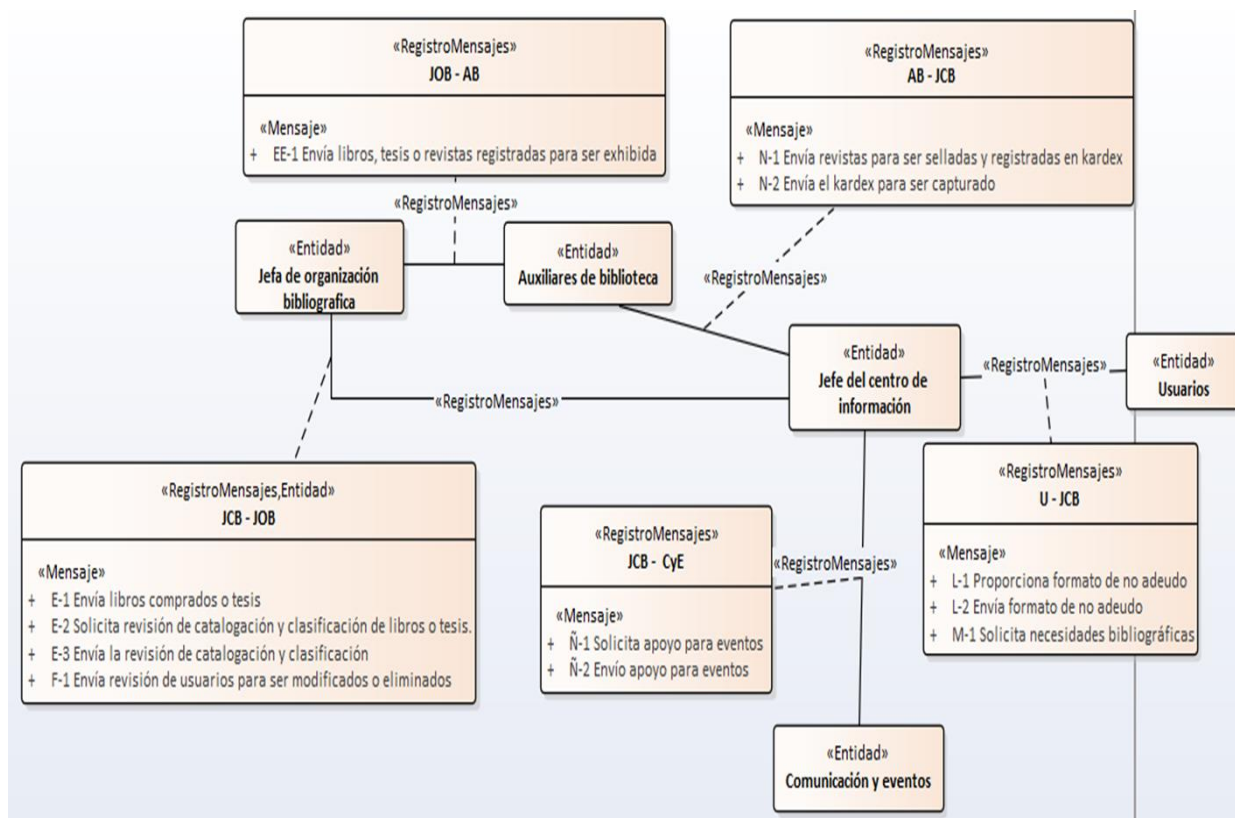 «RegistroMensajes»
JOB - AB
«Mensaje»
+ EE-1 Envía libros, tesis o revistas registradas para ser exhibida
«RegistroMensajes»
AB - JCB
«Mensaje»
+ N-1 Envía revistas para ser selladas y registradas en kardex
+ N-2 Envía el kardex para ser capturado
«RegistroMensajes»
«Entidad»
Jefa de organización
bibliografica
«Entidad»
Auxiliares de biblioteca
«RegistroMensajes»
«Entidad»
Jefe del centro de
información
«RegistroMensajes»
«Entidad»
Usuarios
«RegistroMensajes»
«RegistroMensajes,Entidad»
JCB - JOB
«Mensaje»
+ E-1 Envía libros comprados o tesis
+ E-2 Solicita revisión de catalogación y clasificación de libros o tesis.
+ E-3 Envía la revisión de catalogación y clasificación
+ F-1 Envía revisión de usuarios para ser modificados o eliminados
«RegistroMensajes»
JCB - CyE
«Mensaje»
+ Ñ-1 Solicita apoyo para eventos
+ Ñ-2 Envío apoyo para eventos
«RegistroMensajes»
«RegistroMensajes»
U - JCB
«Mensaje»
+ L-1 Proporciona formato de no adeudo
+ L-2 Envía formato de no adeudo
+ M-1 Solicita necesidades bibliográficas
«Entidad»
Comunicación y eventos